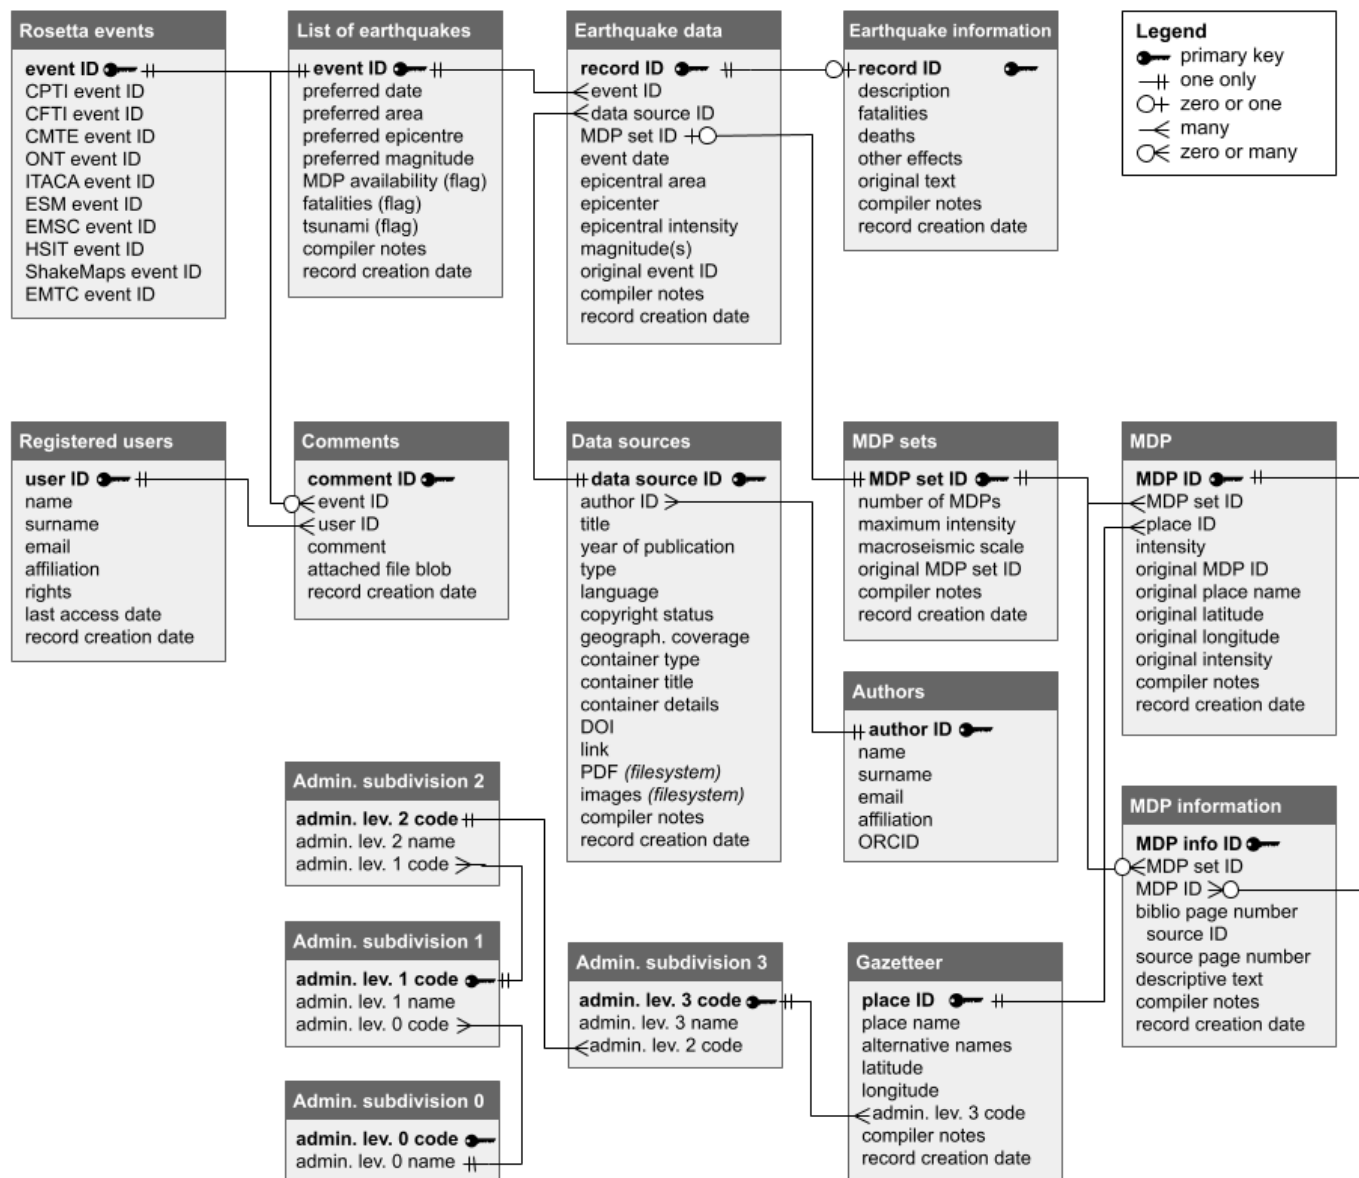 Rosetta events
event ID
CPTI event ID
CFTI event ID
CMTE event ID
ONT event ID
ITACA event ID
ESM event ID
EMSC event ID
HSIT event ID
ShakeMaps event ID
EMTC event ID
List of earthquakes
event ID
preferred date
preferred area
preferred epicentre
preferred magnitude
MDP availability (flag)
fatalities (flag)
tsunami (flag)
compiler notes
record creation date
Earthquake data
record ID
event ID
data source ID
MDP set ID
event date
epicentral area
epicenter
epicentral intensity
magnitude(s)
original event ID
compiler notes
record creation date
Earthquake information
record ID
description
fatalities
deaths
other effects
original text
compiler notes
record creation date
Legend
primary key
one only
zero or one
many
zero or many
Registered users
user ID
name
surname
email
affiliation
rights
last access date
record creation date
Comments
comment ID
event ID
user ID
comment
attached file blob
record creation date
Data sources
data source ID
author ID
title
year of publication
type
language
copyright status
geograph. coverage
container type
container title
container details
DOI
link
PDF (filesystem)
images (filesystem)
compiler notes
record creation date
MDP sets
MDP set ID
number of MDPs
maximum intensity
macroseismic scale
original MDP set ID
compiler notes
record creation date
MDP
MDP ID
MDP set ID
place ID
intensity
original MDP ID
original place name
original latitude
original longitude
original intensity
compiler notes
record creation date
Authors
author ID
name
surname
email
affiliation
ORCID
MDP information
MDP info ID
MDP set ID
MDP ID
biblio page number
source ID
source page number
descriptive text
compiler notes
record creation date
Admin. subdivision 2
admin. lev. 2 code
admin. lev. 2 name
admin. lev. 1 code
Admin. subdivision 1
admin. lev. 1 code
admin. lev. 1 name
admin. lev. 0 code
Admin. subdivision 0
admin. lev. 0 code
admin. lev. 0 name
Admin. subdivision 3
admin. lev. 3 code
admin. lev. 3 name
admin. lev. 2 code
Gazetteer
place ID
place name
alternative names
latitude
longitude
admin. lev. 3 code
compiler notes
record creation date